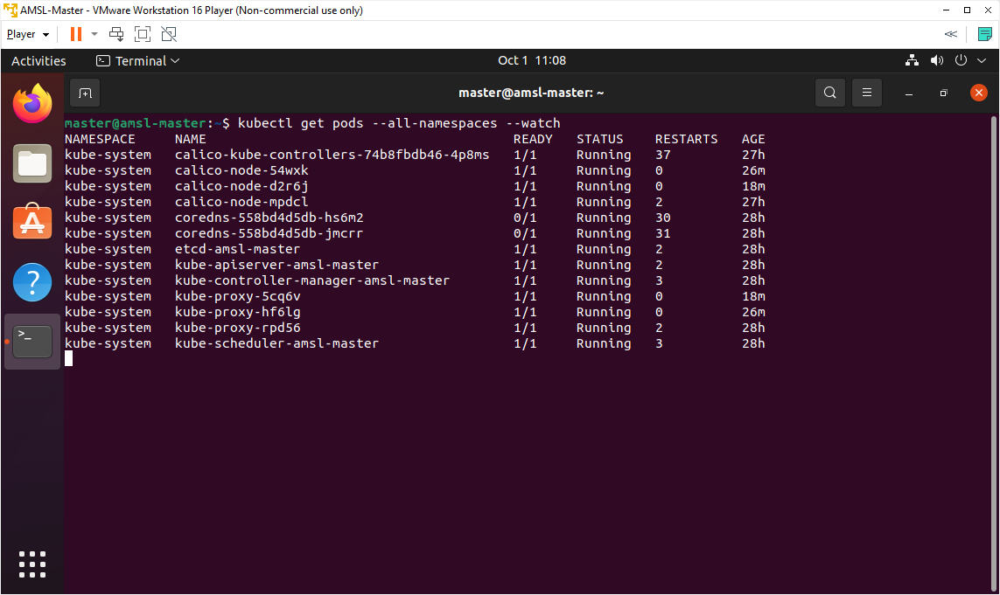 AMSL-Master - VMware Workstation 16 Player (Non-commercial use only)
Player
Activities Terminal Oct 1 11:08
master@amsl-master: ~
master@amsl-master:~$ kubectl get pods --all-namespaces --watch
NAMESPACE NAME READY STATUS RESTARTS AGE
kube-system calico-kube-controllers-74b8fbdb46-4p8ms 1/1 Running 37 27h
kube-system calico-node-54wxk 1/1 Running 0 26m
kube-system calico-node-d2r6j 1/1 Running 0 18m
kube-system calico-node-mpdcl 1/1 Running 2 27h
kube-system coredns-558bd4d5db-hs6m2 0/1 Running 30 28h
kube-system coredns-558bd4d5db-jmcrr 0/1 Running 31 28h
kube-system etcd-amsl-master 1/1 Running 2 28h
kube-system kube-apiserver-amsl-master 1/1 Running 2 28h
kube-system kube-controller-manager-amsl-master 1/1 Running 3 28h
kube-system kube-proxy-5cq6v 1/1 Running 0 18m
kube-system kube-proxy-hf6lg 1/1 Running 0 26m
kube-system kube-proxy-rpd56 1/1 Running 2 28h
kube-system kube-scheduler-amsl-master 1/1 Running 3 28h